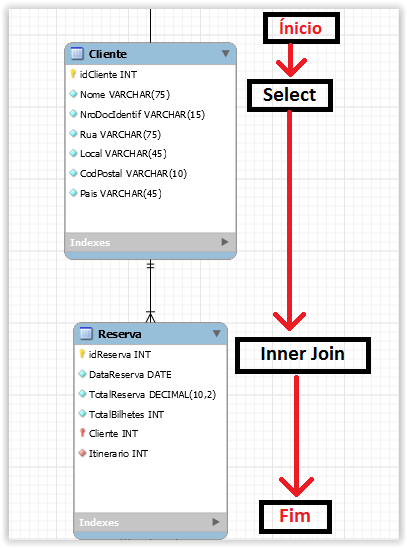 Ínicio
Cliente
idCliente INT
Nome VARCHAR(75)
NroDocIdentif VARCHAR(15)
Rua VARCHAR(75)
Local VARCHAR(45)
CodPostal VARCHAR(10)
Pais VARCHAR(45)
Indexes
Select
Reserva
idReserva INT
DataReserva DATE
TotalReserva DECIMAL(10,2)
TotalBilhetes INT
Cliente INT
Itinerario INT
Indexes
Inner Join
Fim